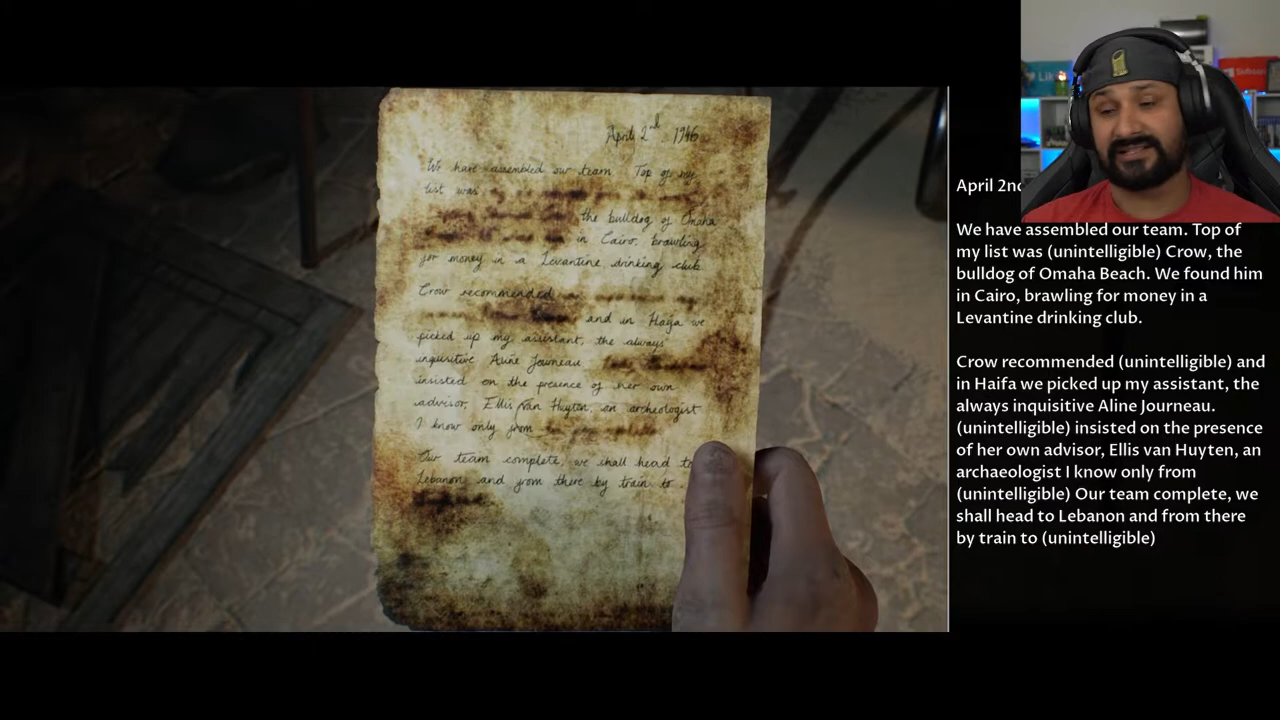 April 2nd 1946
We have assembled our team. Top of my
list was
the bulldog of Omaha
in Cairo, brawling
for money in a Levantine drinking club.
Crow recommended
and in Haifa we
picked up my assistant, the always
inquisitive Aline Journeau.
insisted on the presence of her own
advisor, Ellis van Huyten, an archeologist
I know only from
Our team complete, we shall head to
Lebanon and from there by train to
April 2nd
We have assembled our team. Top of
my list was (unintelligible) Crow, the
bulldog of Omaha Beach. We found him
in Cairo, brawling for money in a
Levantine drinking club.
Crow recommended (unintelligible) and
in Haifa we picked up my assistant, the
always inquisitive Aline Journeau.
(unintelligible) insisted on the presence
of her own advisor, Ellis van Huyten, an
archaeologist I know only from
(unintelligible) Our team complete, we
shall head to Lebanon and from there
by train to (unintelligible)